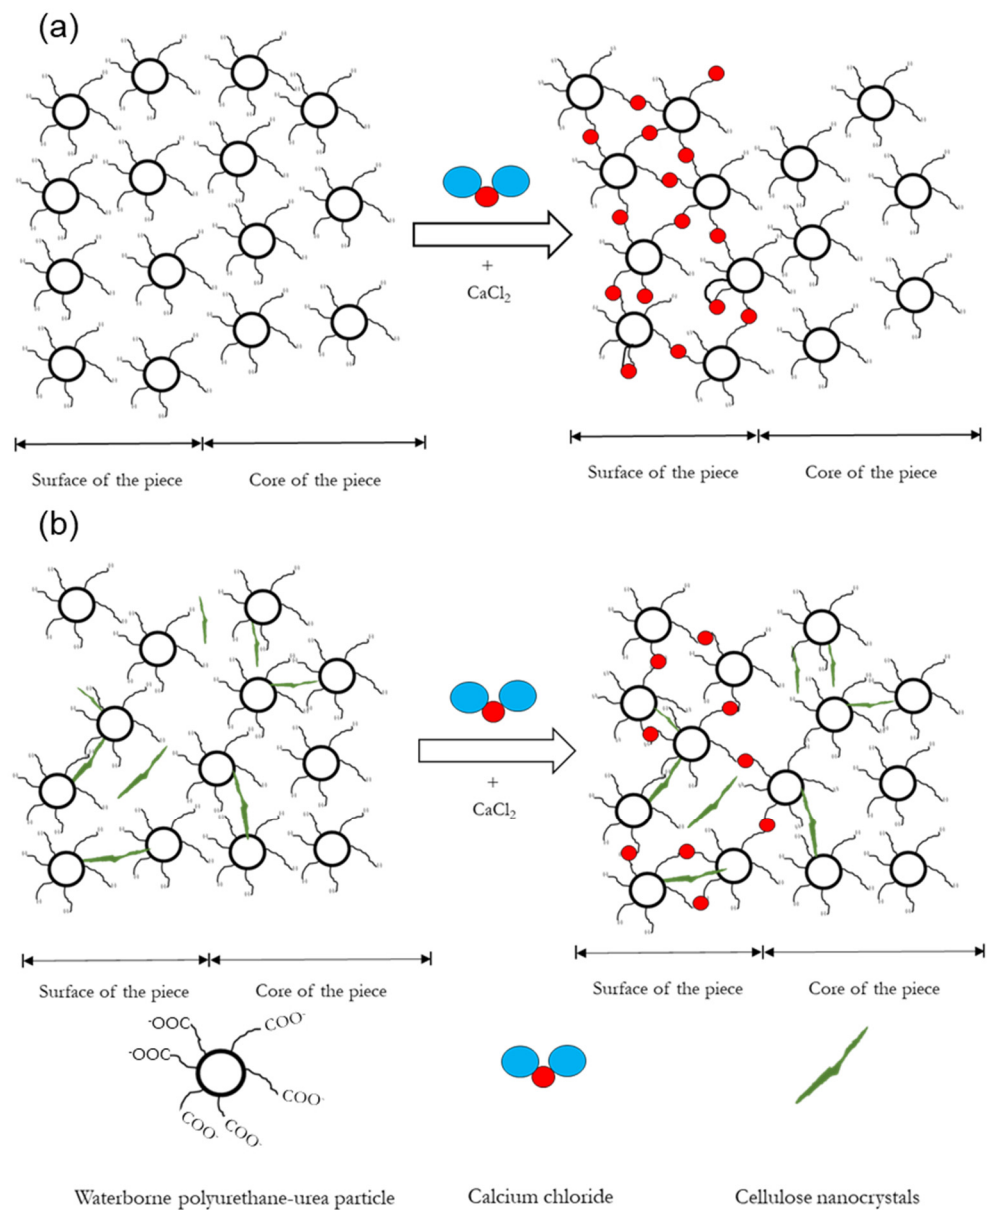 (a)
+
CaCl₂
Surface of the piece
Core of the piece
Surface of the piece
Core of the piece
(b)
+
CaCl₂
Surface of the piece
Core of the piece
Surface of the piece
Core of the piece
⁻OOC
COO⁻
⁻OOC
COO⁻
COO⁻
COO⁻
Waterborne polyurethane-urea particle
Calcium chloride
Cellulose nanocrystals